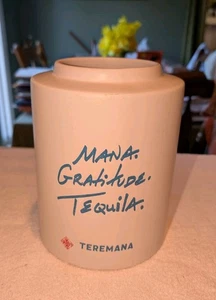 MANA.
GRATITUDE.
TEQUILA.
TEREMANA